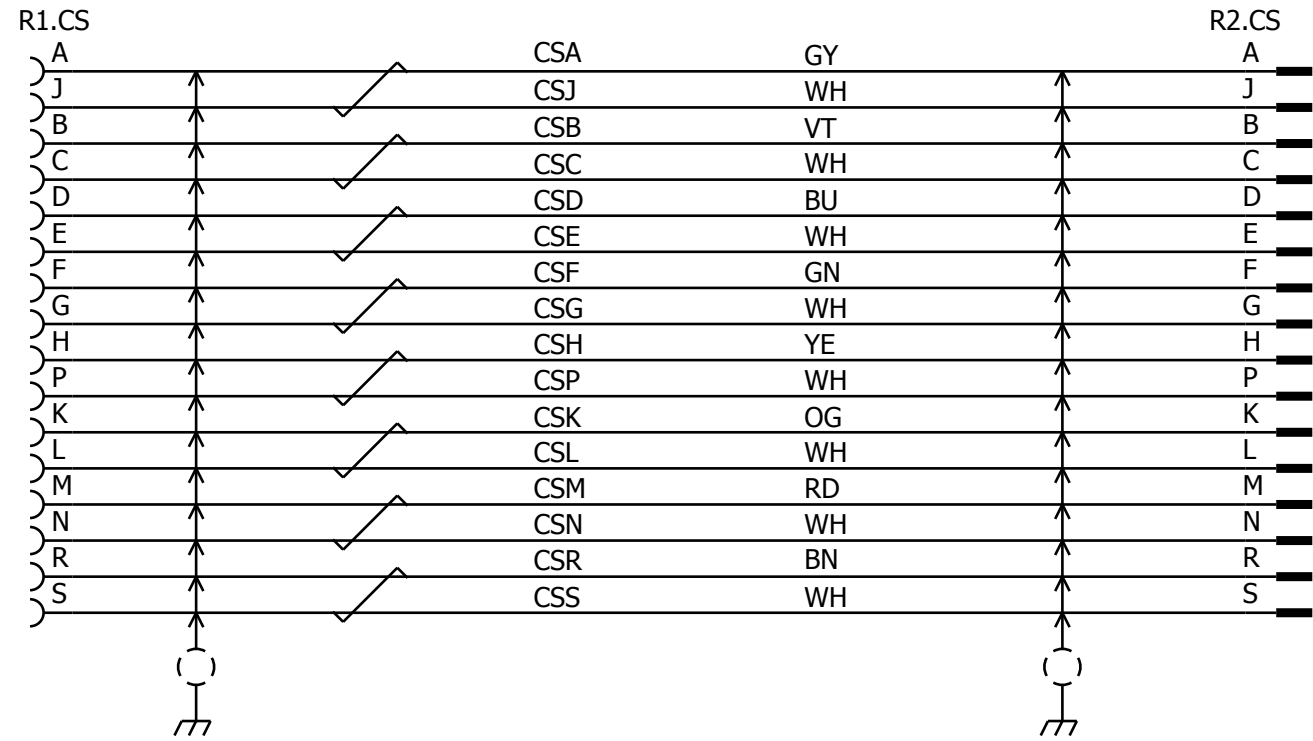 R1.CS R2.CS
A CSA GY A
J CSJ WH J
B CSB VT B
C CSC WH C
D CSD BU D
E CSE WH E
F CSF GN F
G CSG WH G
H CSH YE H
P CSP WH P
K CSK OG K
L CSL WH L
M CSM RD M
N CSN WH N
R CSR BN R
S CSS WH S